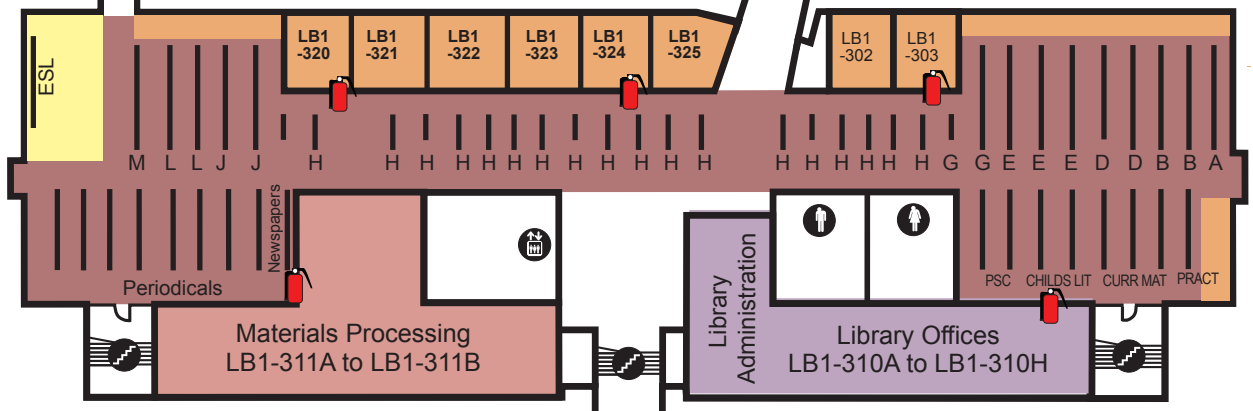 ESL
LB1
-320
LB1
-321
LB1
-322
LB1
-323
LB1
-324
LB1
-325
LB1
-302
LB1
-303
M L L J J H H H H H H H H H H H H H H H H H H G G E E E D D B B A
Newspapers
Periodicals
PSC CHILDS LIT CURR MAT PRACT
Materials Processing
LB1-311A to LB1-311B
Library
Administration
Library Offices
LB1-310A to LB1-310H